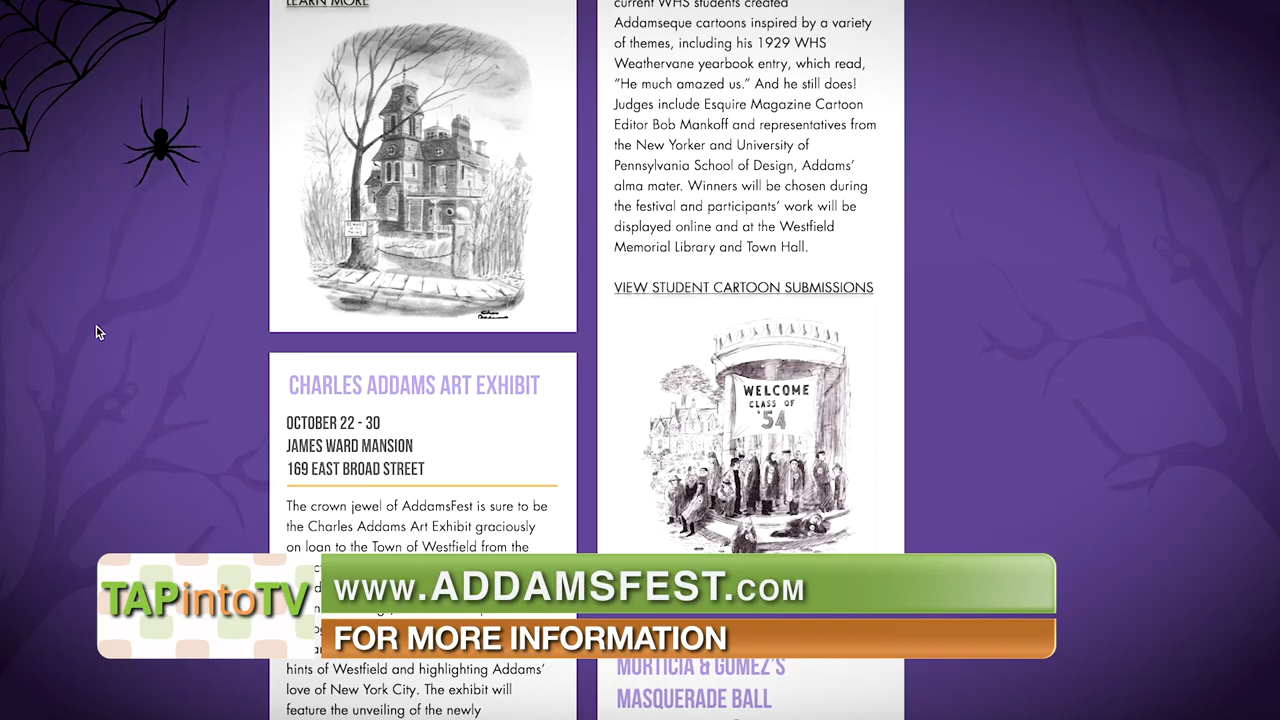 LEARN MORE
BEWARE
OF THE
THING
CHARLES ADDAMS ART EXHIBIT
OCTOBER 22 - 30
JAMES WARD MANSION
169 EAST BROAD STREET
The crown jewel of AddamsFest is sure to be
the Charles Addams Art Exhibit graciously
on loan to the Town of Westfield from the
hints of Westfield and highlighting Addams'
love of New York City. The exhibit will
feature the unveiling of the newly
current WHS students created
Addamseque cartoons inspired by a variety
of themes, including his 1929 WHS
Weathervane yearbook entry, which read,
“He much amazed us.” And he still does!
Judges include Esquire Magazine Cartoon
Editor Bob Mankoff and representatives from
the New Yorker and University of
Pennsylvania School of Design, Addams’
alma mater. Winners will be chosen during
the festival and participants’ work will be
displayed online and at the Westfield
Memorial Library and Town Hall.
VIEW STUDENT CARTOON SUBMISSIONS
WELCOME
CLASS OF
'54
MORTICIA & GOMEZ'S
MASQUERADE BALL
TAPintoTV
WWW.ADDAMSFEST.COM
FOR MORE INFORMATION